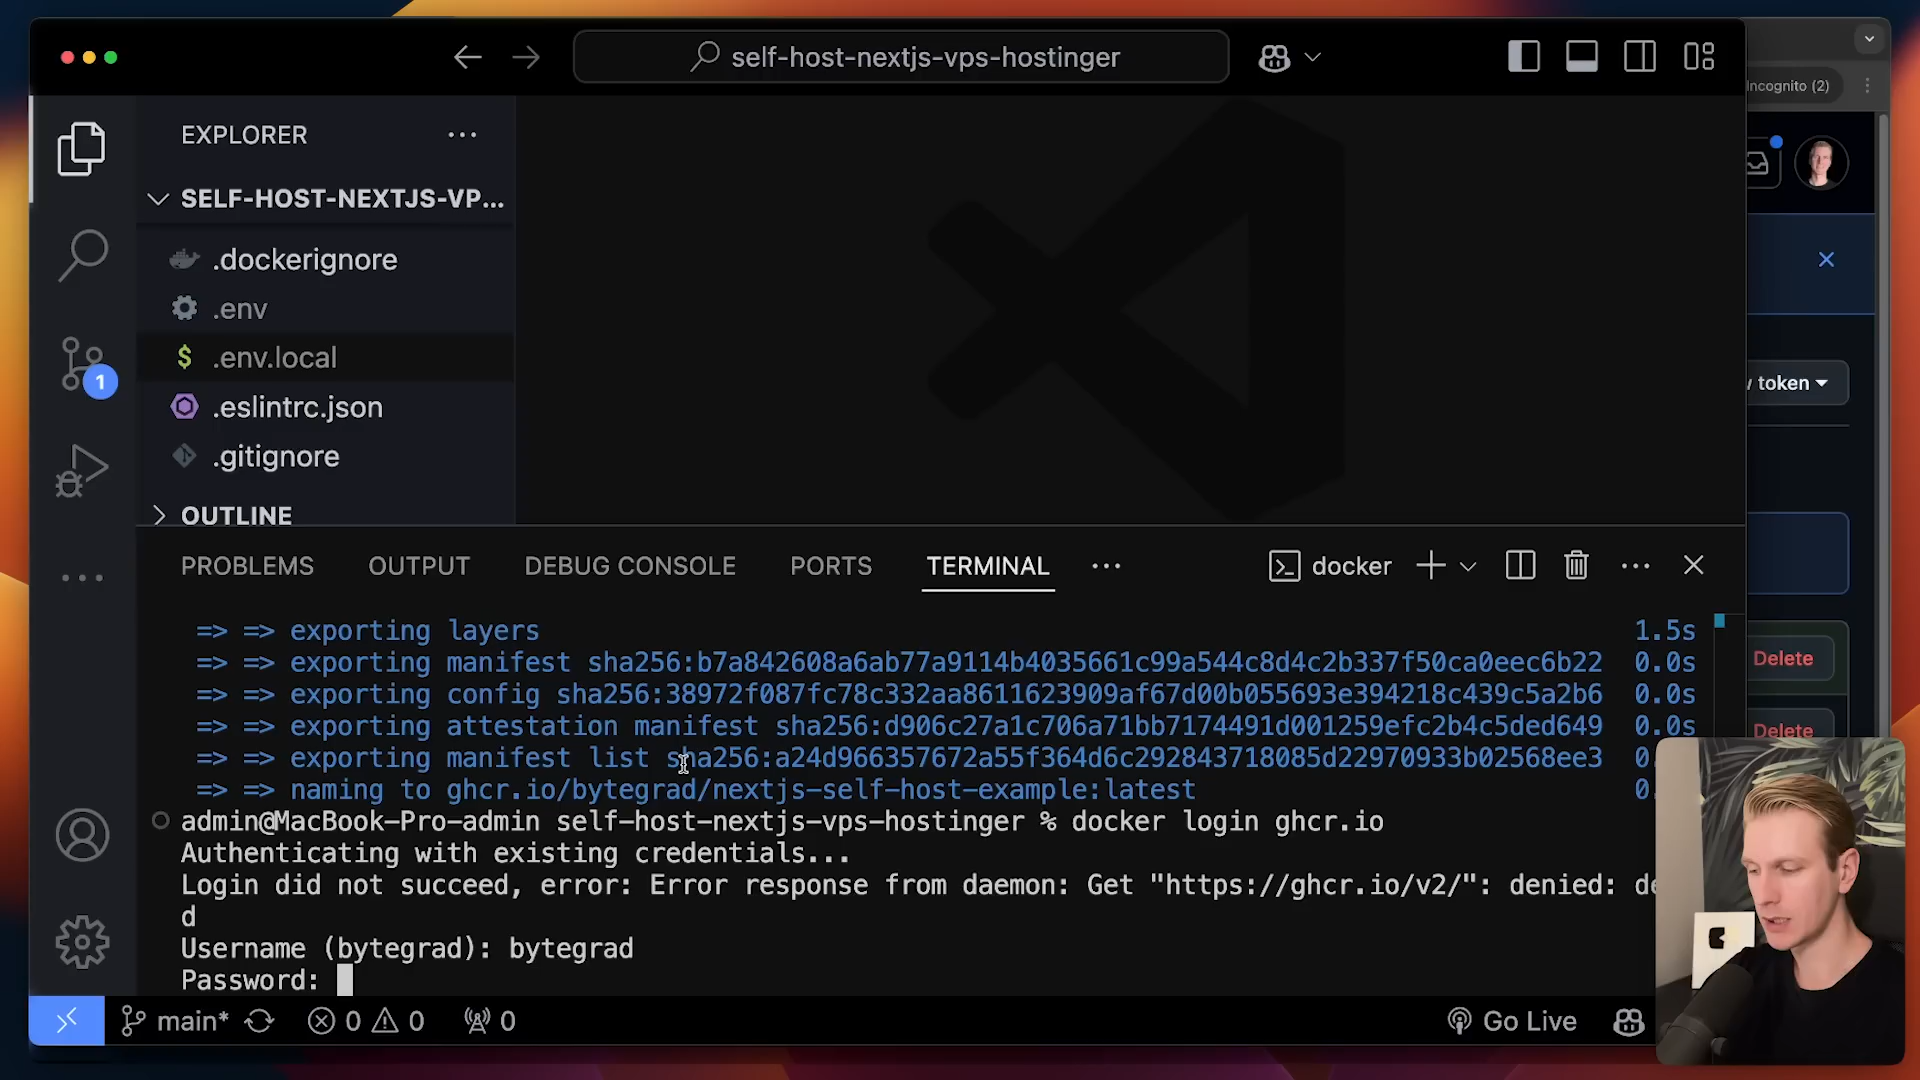 self-host-nextjs-vps-hostinger
Incognito (2)
EXPLORER
SELF-HOST-NEXTJS-VP...
.dockerignore
.env
$ .env.local
token
.eslintrc.json
.gitignore
1
OUTLINE
PROBLEMS OUTPUT DEBUG CONSOLE PORTS TERMINAL docker
=> => exporting layers 1.5s
=> => exporting manifest sha256:b7a842608a6ab77a9114b4035661c99a544c8d4c2b337f50ca0eec6b22 0.0s
Delete
=> => exporting config sha256:38972f087fc78c332aa8611623909af67d00b055693e394218c439c5a2b6 0.0s
=> => exporting attestation manifest sha256:d906c27a1c706a71bb7174491d001259efc2b4c5ded649 0.0s
Delete
=> => exporting manifest list sha256:a24d966357672a55f364d6c292843718085d22970933b02568ee3 0.
=> => naming to ghcr.io/bytegrad/nextjs-self-host-example:latest 0.
admin@MacBook-Pro-admin self-host-nextjs-vps-hostinger % docker login ghcr.io
Authenticating with existing credentials...
Login did not succeed, error: Error response from daemon: Get "https://ghcr.io/v2/": denied: de
d
Username (bytegrad): bytegrad
Password:
main* 0 0 0 Go Live